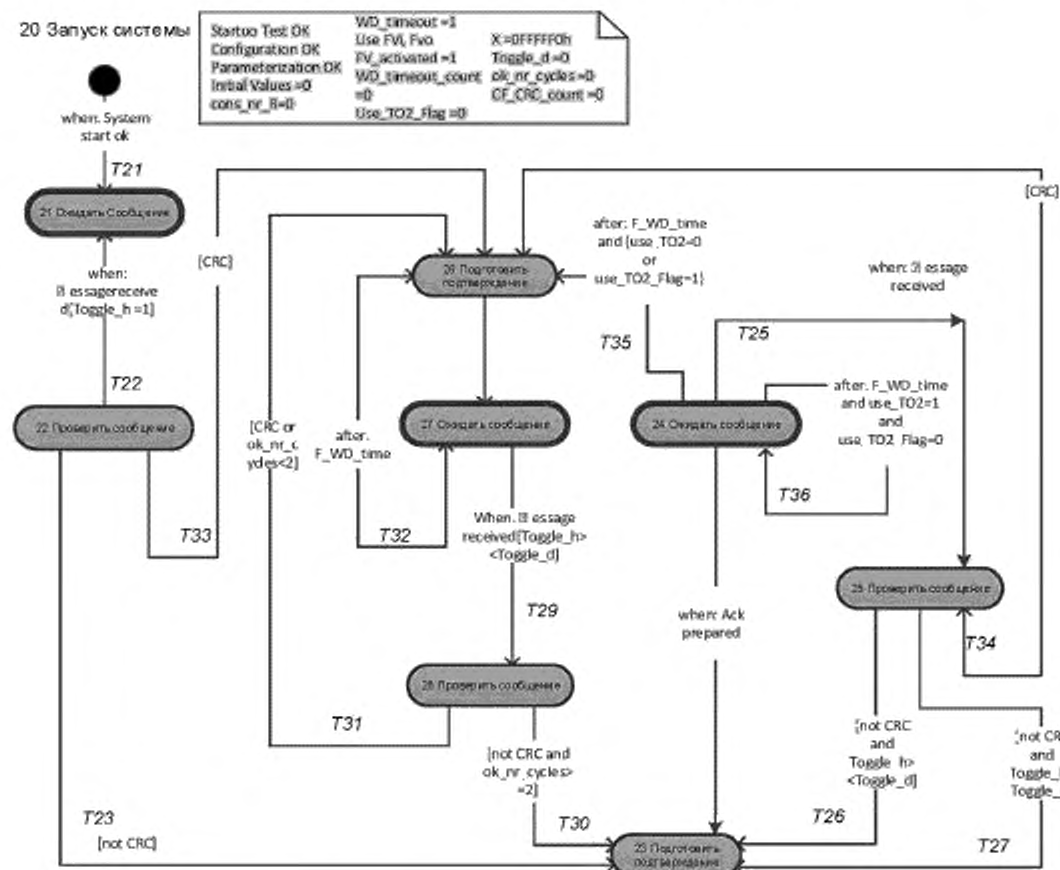 20 Запуск системы
Startuo Test OK
Configuration OK
Parameterization OK
Initial Values =0
cons_nr_R=0
WD_timeout =1
Use FVi, Fvo
FV_activated =1
WD_timeout_count
=0
Use_TO2_Flag =0
X =0FFFFF0h
Toggle_d =0
ok_nr_cycles =0
CF_CRC_count =0
when: System
start ok
T21
21 Ожидать Сообщение
when:
essagereceive
d[Toggle_h =1]
T22
22 Проверить сообщение
[CRC]
T33
T23
[not CRC]
[CRC or
ok_nr_c
ycles<2]
after.
F_WD_time
T32
Подготовить
подтверждение
27 Ожидать сообщение
When. essage
received[Toggle_h>
<Toggle_d]
T29
28 Проверить сообщение
T31
[not CRC and
ok_nr_cycles>
=2]
T30
after: F_WD_time
and [use_TO2=0
or
use_TO2_Flag=1]
T35
24 Ожидать сообщение
T25
when: essage
received
after. F_WD_time
and use_TO2=1
and
use_TO2_Flag=0
T36
when: Ack
prepared
[CRC]
25 Проверить сообщение
T34
[not CRC
and
Toggle_h>
<Toggle_d]
T26
[not CR
and
Toggle_
Toggle_
T27
23 Подготовить
подтверждение